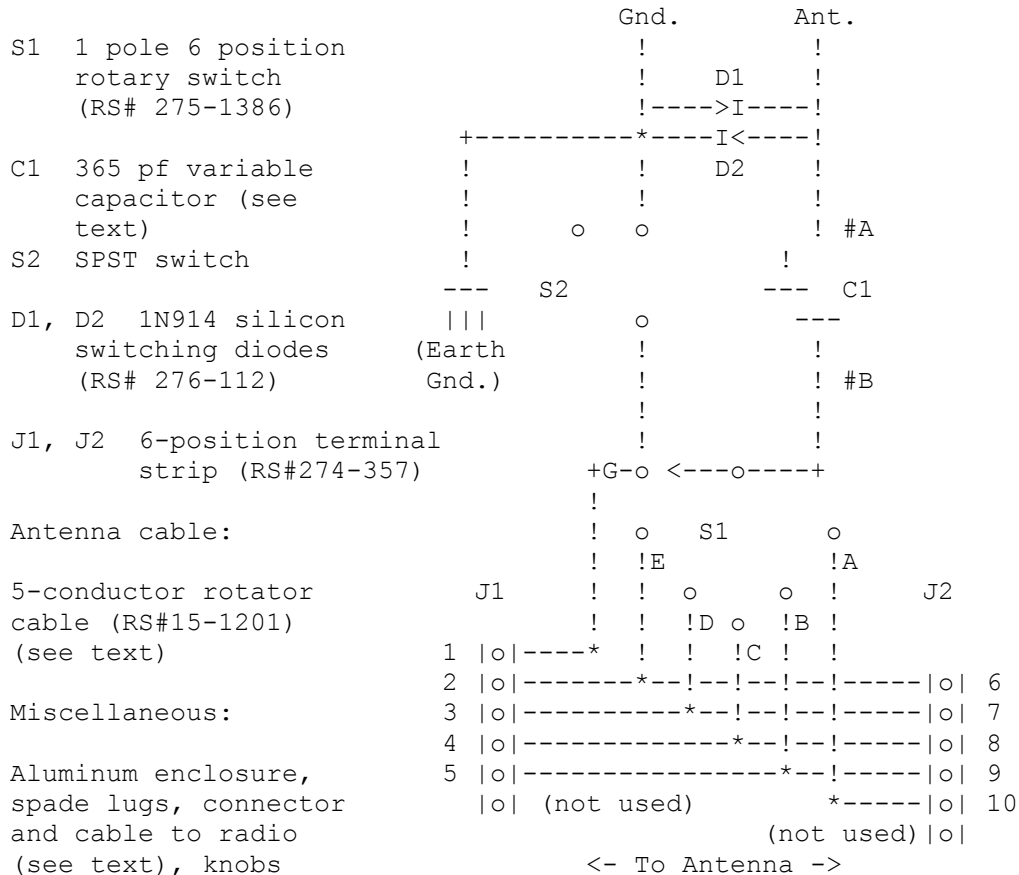 Gnd.       Ant.
S1  1 pole 6 position                              !          !
    rotary switch                                  !    D1    !
    (RS# 275-1386)                                 !---->I----!
                                       +-----------*----I<----!
C1  365 pf variable                    !           !    D2    !
    capacitor (see                     !           !          !
    text)                              !       o   o          ! #A
S2  SPST switch                        !                    !
                                      ---    S2            ---  C1
D1, D2  1N914 silicon                 |||          o         ---
    switching diodes                (Earth         !          !
    (RS# 276-112)                    Gnd.)         !          ! #B
                                                   !          !
J1, J2  6-position terminal                        !          !
        strip (RS#274-357)                      +G-o <---o----+
                                                !
Antenna cable:                                  !  o   S1     o
                                                !  !E         !A
5-conductor rotator                    J1       !  !  o     o  !      J2
cable (RS#15-1201)                              !  !  !D o  !B !
(see text)                           1 |o|----*  !  !  !C !  !
                                     2 |o|-------*--!--!--!--!-----|o| 6
Miscellaneous:                       3 |o|----------*--!--!--!-----|o| 7
                                     4 |o|-------------*--!--!-----|o| 8
Aluminum enclosure,                  5 |o|----------------*--!-----|o| 9
spade lugs, connector                  |o| (not used)        *-----|o| 10
and cable to radio                                     (not used)|o|
(see text), knobs                               <- To Antenna ->